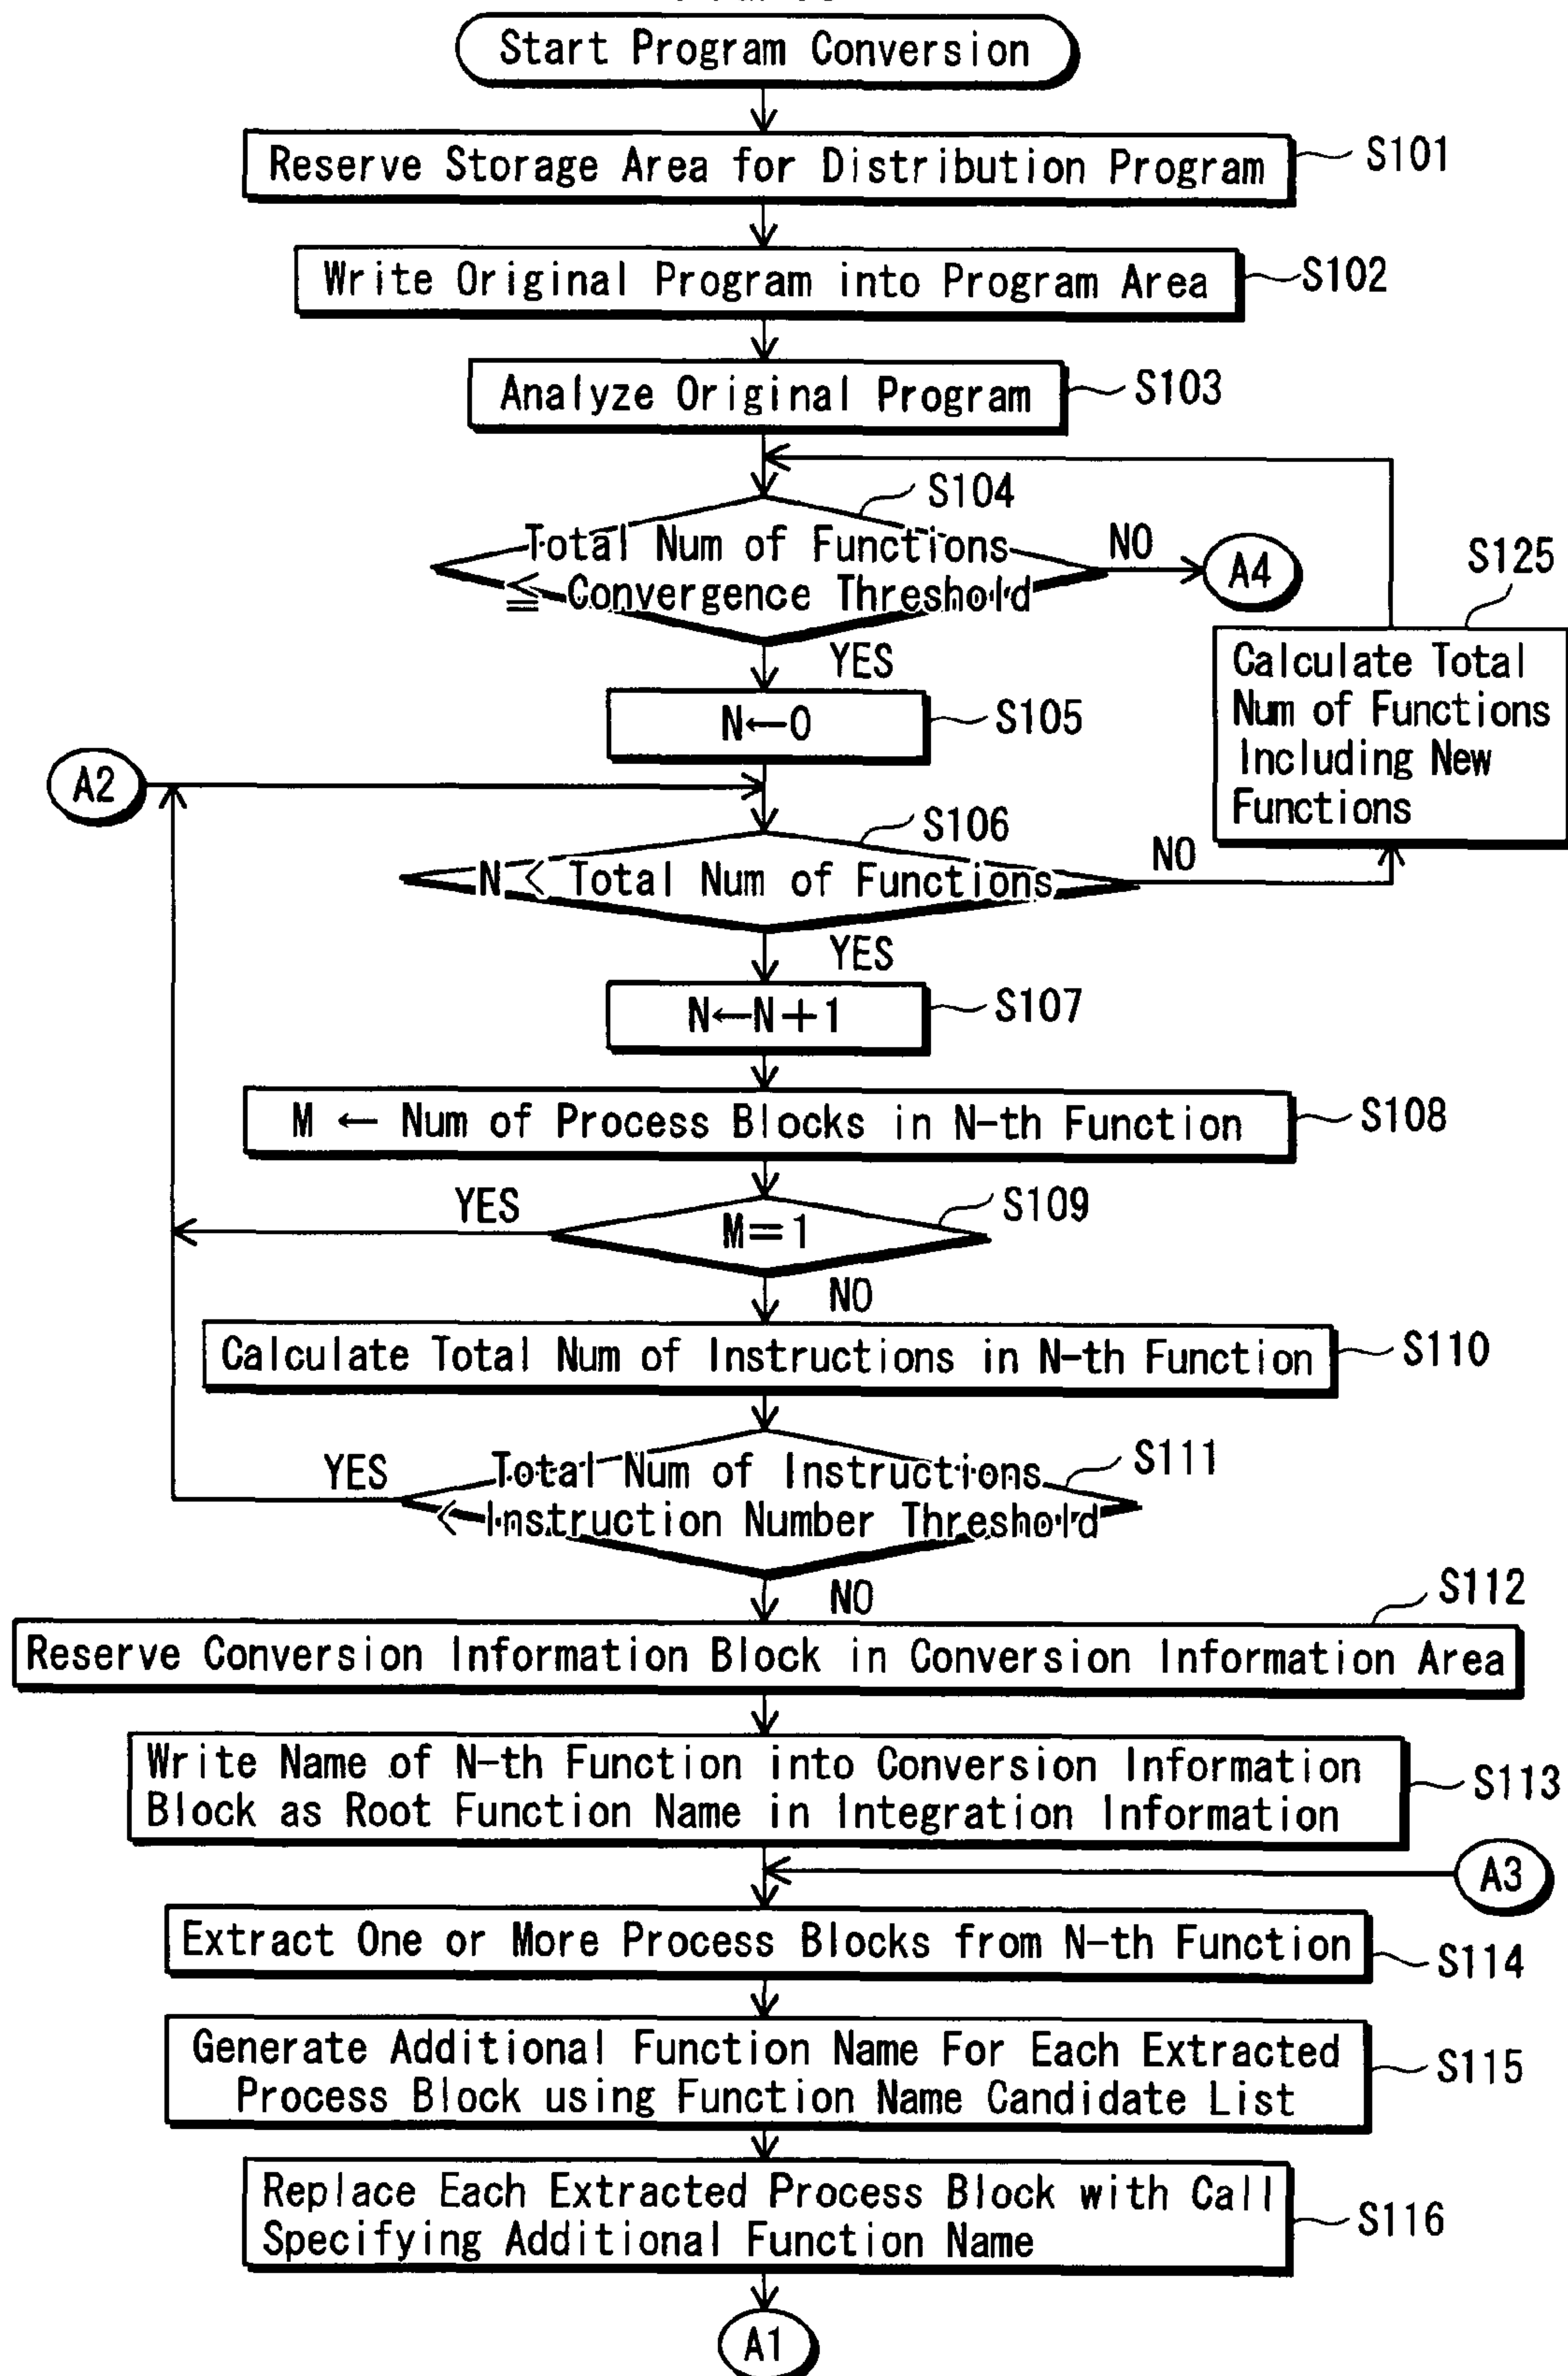 Start Program Conversion
Reserve Storage Area for Distribution Program
S101
Write Original Program into Program Area
S102
Analyze Original Program
S103
S104
Total Num of Functions
≦ Convergence Threshold
NO
A4
S125
YES
Calculate Total
Num of Functions
Including New
Functions
N←0
S105
A2
S106
N < Total Num of Functions
NO
YES
N←N+1
S107
M ← Num of Process Blocks in N-th Function
S108
YES
S109
M=1
NO
Calculate Total Num of Instructions in N-th Function
S110
YES
Total Num of Instructions
< Instruction Number Threshold
S111
NO
S112
Reserve Conversion Information Block in Conversion Information Area
Write Name of N-th Function into Conversion Information
Block as Root Function Name in Integration Information
S113
A3
Extract One or More Process Blocks from N-th Function
S114
Generate Additional Function Name For Each Extracted
Process Block using Function Name Candidate List
S115
Replace Each Extracted Process Block with Call
Specifying Additional Function Name
S116
A1